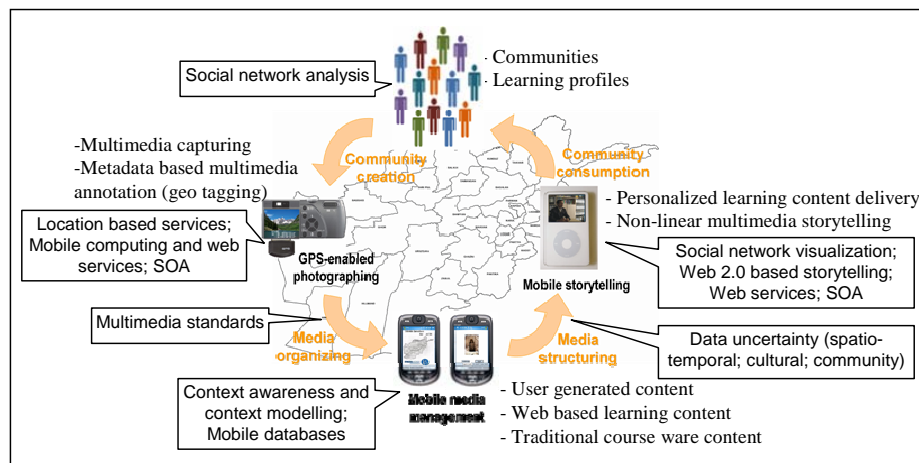 - Communities
Social network analysis
- Learning profiles
-Multimedia capturing
-Metadata based multimedia
annotation (geo tagging)
Community
creation
Community
consumption
- Personalized learning content delivery
- Non-linear multimedia storytelling
Location based services;
Mobile computing and web
services; SOA
GPS-enabled
photographing
Mobile storytelling
Social network visualization;
Web 2.0 based storytelling;
Web services; SOA
Multimedia standards
Media
organizing
Media
structuring
Data uncertainty (spatio-
temporal; cultural; community)
Context awareness and
context modelling;
Mobile databases
Mobile media
management
- User generated content
- Web based learning content
- Traditional course ware content